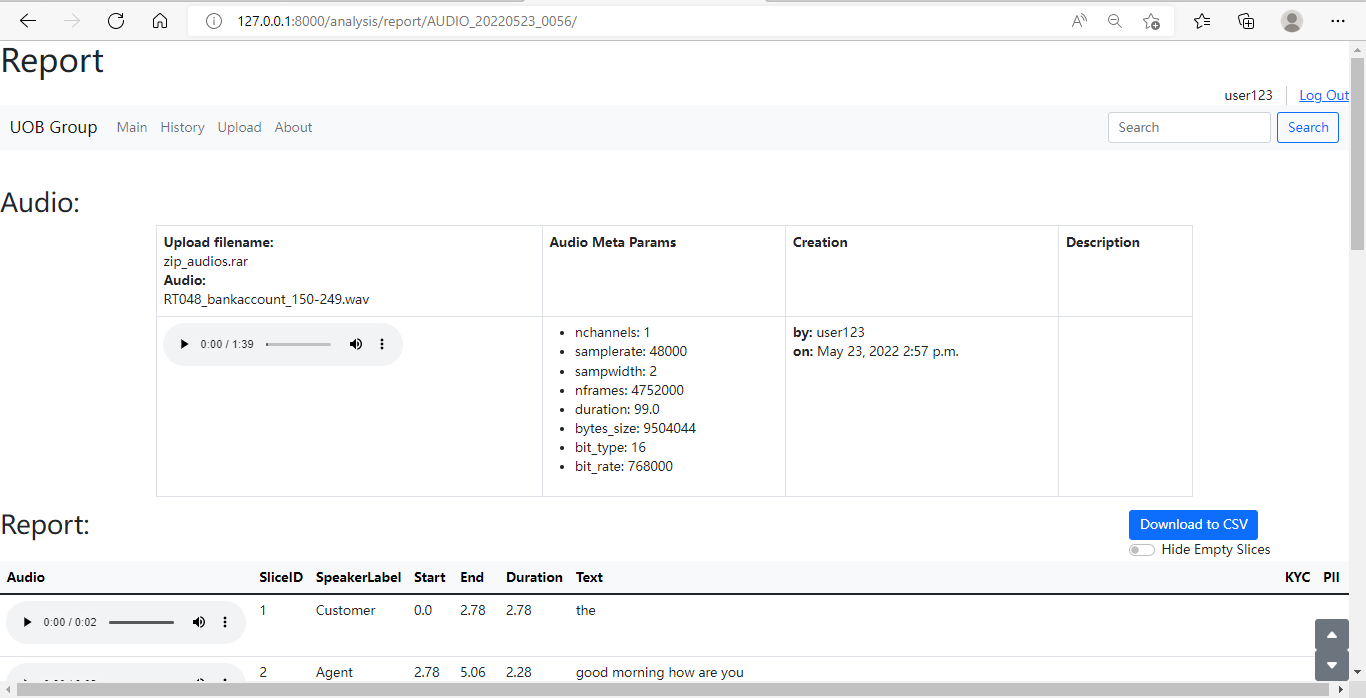 127.0.0.1:8000/analysis/report/AUDIO_20220523_0056/
Report
user123 Log Out
UOB Group Main History Upload About Search Search
Audio:
Upload filename: Audio Meta Params Creation Description
zip_audios.rar
Audio:
RT048_bankaccount_150-249.wav
0:00 / 1:39
nchannels: 1
samplerate: 48000
sampwidth: 2
nframes: 4752000
duration: 99.0
bytes_size: 9504044
bit_type: 16
bit_rate: 768000
by: user123
on: May 23, 2022 2:57 p.m.
Report:
Download to CSV
Hide Empty Slices
Audio SliceID SpeakerLabel Start End Duration Text KYC PII
0:00 / 0:02 1 Customer 0.0 2.78 2.78 the
2 Agent 2.78 5.06 2.28 good morning how are you